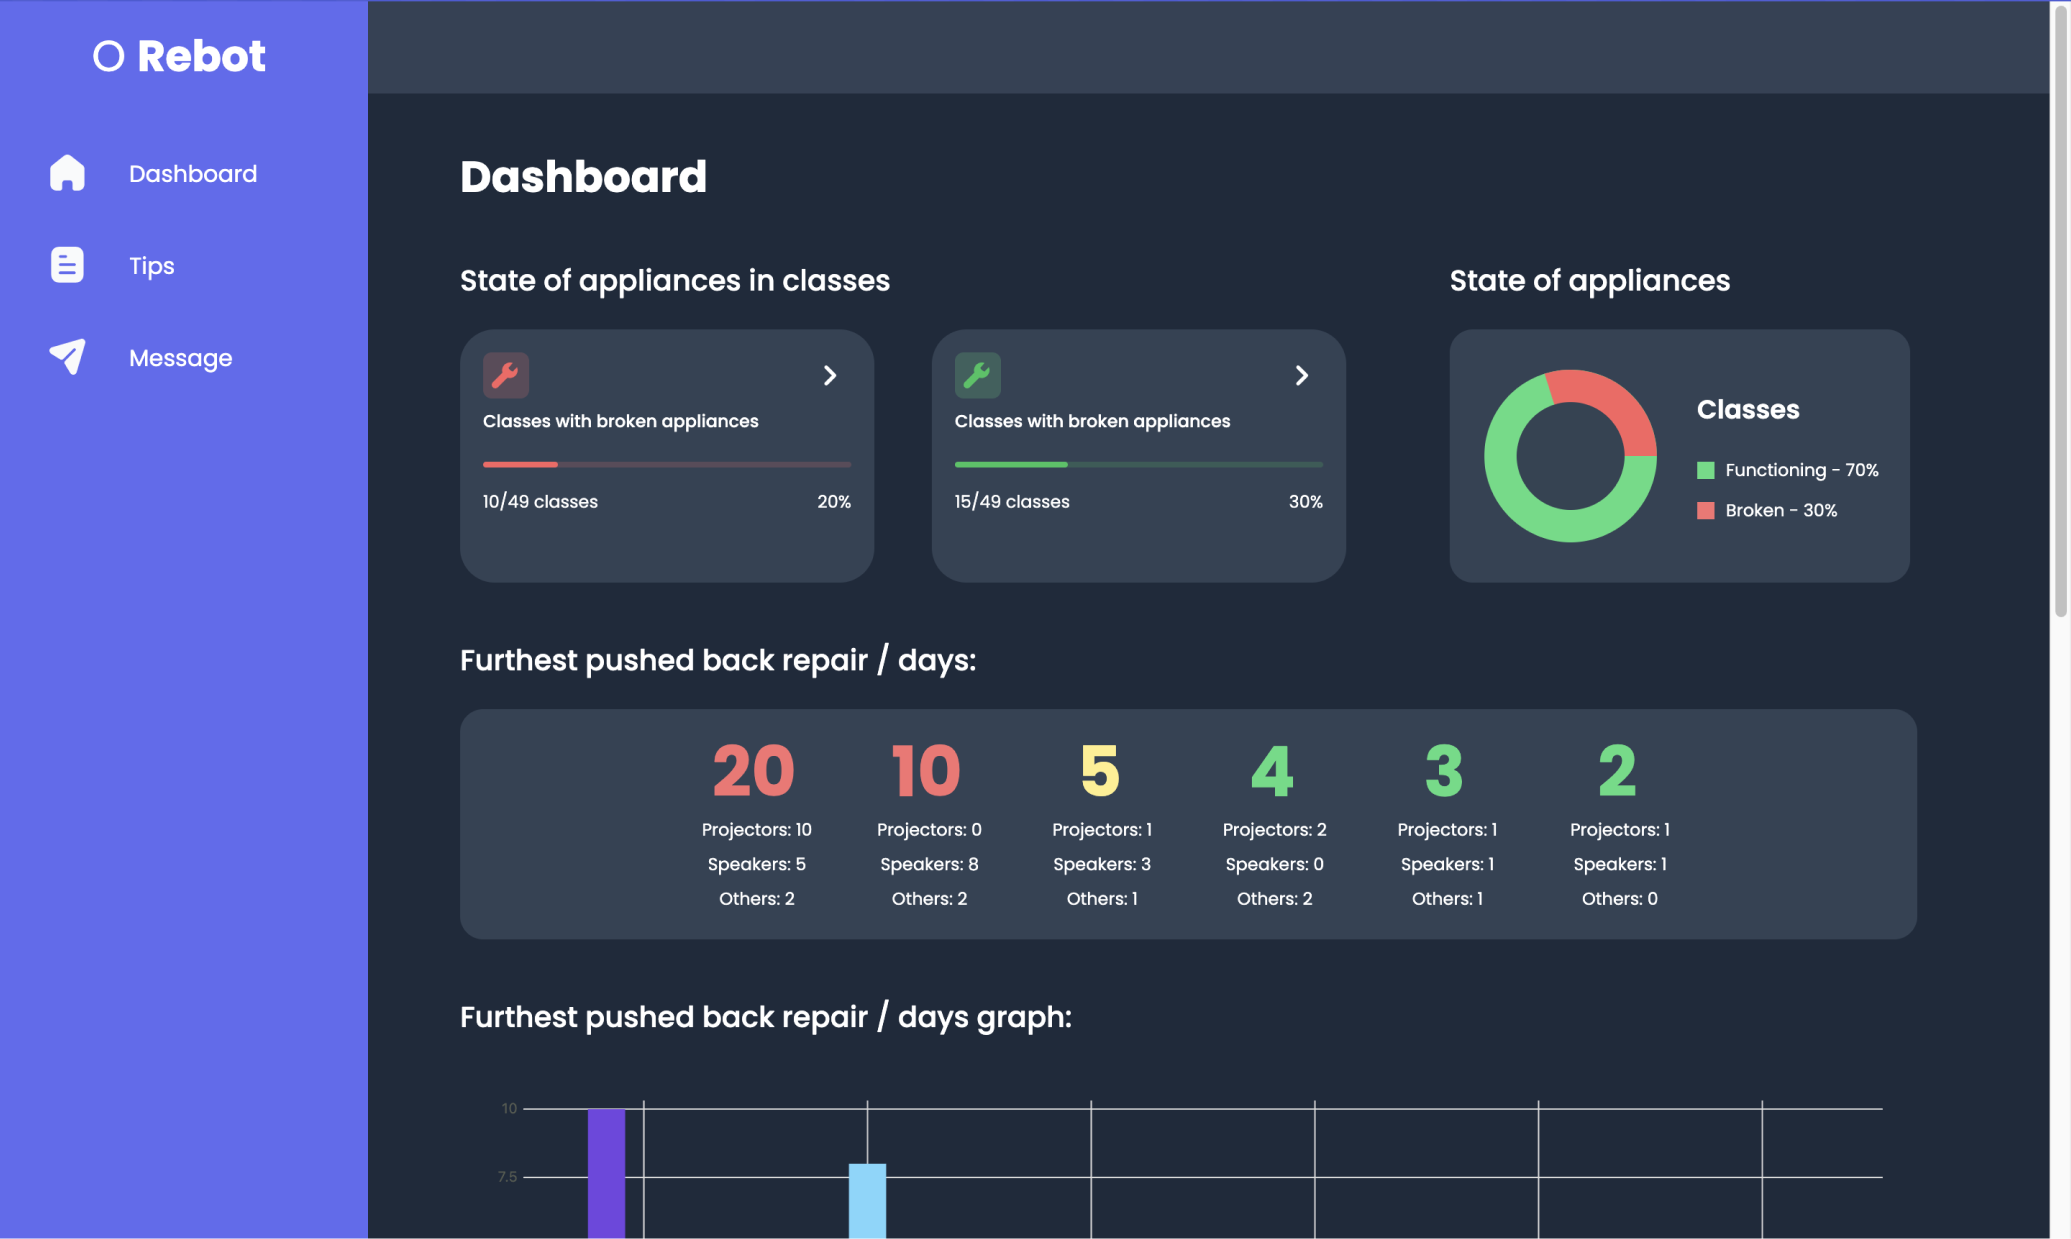 Rebot
Dashboard
Tips
Message
Dashboard
State of appliances in classes
Classes with broken appliances
10/49 classes 20%
Classes with broken appliances
15/49 classes 30%
State of appliances
Classes
Functioning - 70%
Broken - 30%
Furthest pushed back repair / days:
20
Projectors: 10
Speakers: 5
Others: 2
10
Projectors: 0
Speakers: 8
Others: 2
5
Projectors: 1
Speakers: 3
Others: 1
4
Projectors: 2
Speakers: 0
Others: 2
3
Projectors: 1
Speakers: 1
Others: 1
2
Projectors: 1
Speakers: 1
Others: 0
Furthest pushed back repair / days graph:
10
7.5